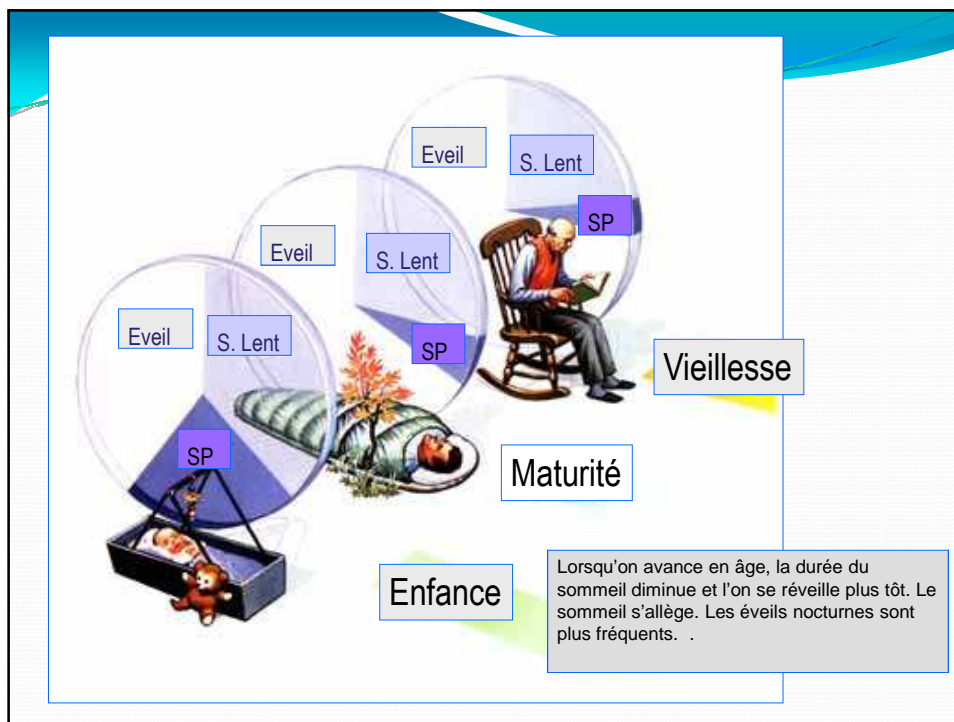 Eveil
S. Lent
SP
Vieillesse
Eveil
S. Lent
SP
Maturité
Eveil
S. Lent
SP
Enfance
Lorsqu'on avance en âge, la durée du
sommeil diminue et l'on se réveille plus tôt. Le
sommeil s'allège. Les éveils nocturnes sont
plus fréquents. .